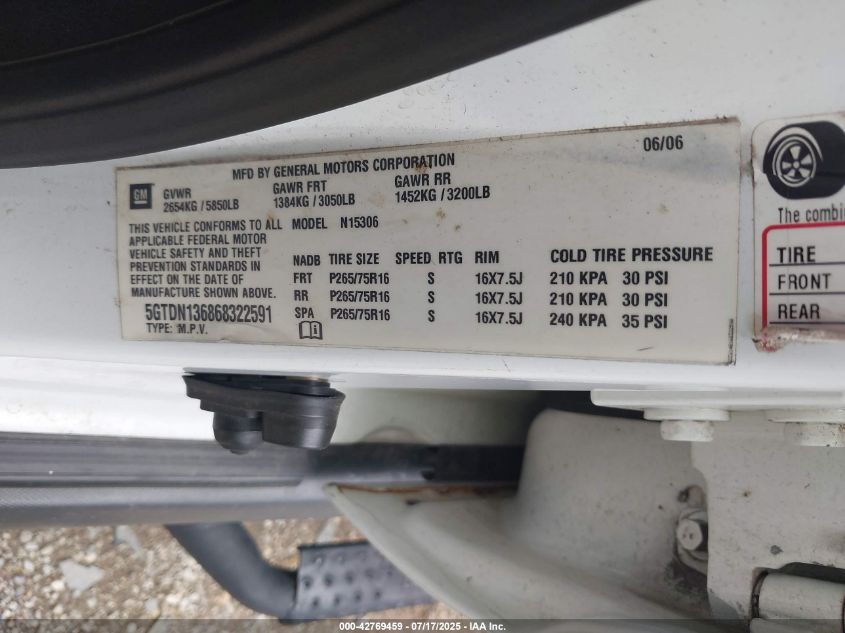 MFD BY GENERAL MOTORS CORPORATION
06/06
GM
GVWR
2654KG / 5850LB
GAWR FRT
1384KG / 3050LB
GAWR RR
1452KG / 3200LB
THIS VEHICLE CONFORMS TO ALL
APPLICABLE FEDERAL MOTOR
VEHICLE SAFETY AND THEFT
PREVENTION STANDARDS IN
EFFECT ON THE DATE OF
MANUFACTURE SHOWN ABOVE.
5GTDN136868322591
TYPE: M.P.V.
MODEL N15306
NADB TIRE SIZE SPEED RTG RIM COLD TIRE PRESSURE
FRT P265/75R16 S 16X7.5J 210 KPA 30 PSI
RR P265/75R16 S 16X7.5J 210 KPA 30 PSI
SPA P265/75R16 S 16X7.5J 240 KPA 35 PSI
The combi
TIRE
FRONT
REAR
000-42769459 — 07/17/2025 — IAA Inc.